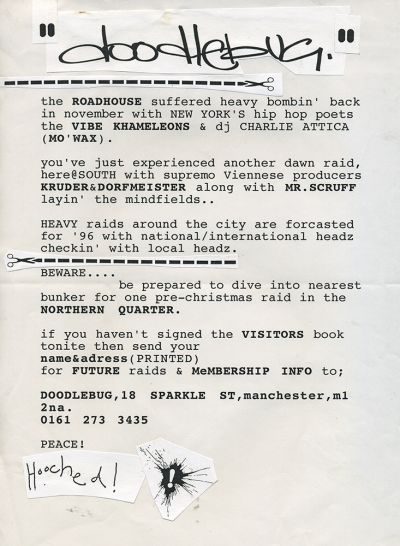 "doodlebug."
the ROADHOUSE suffered heavy bombin' back
in november with NEW YORK'S hip hop poets
the VIBE KHAMELEONS & dj CHARLIE ATTICA
(MO'WAX).
you've just experienced another dawn raid,
here@SOUTH with supremo Viennese producers
KRUDER&DORFMEISTER along with MR.SCRUFF
layin' the mindfields..
HEAVY raids around the city are forcasted
for '96 with national/international headz
checkin' with local headz.
BEWARE....
be prepared to dive into nearest
bunker for one pre-christmas raid in the
NORTHERN QUARTER.
if you haven't signed the VISITORS book
tonite then send your
name&adress(PRINTED)
for FUTURE raids & MeMBERSHIP INFO to;
DOODLEBUG,18 SPARKLE ST,manchester,m1
2na.
0161 273 3435
PEACE!
Hooched!
!